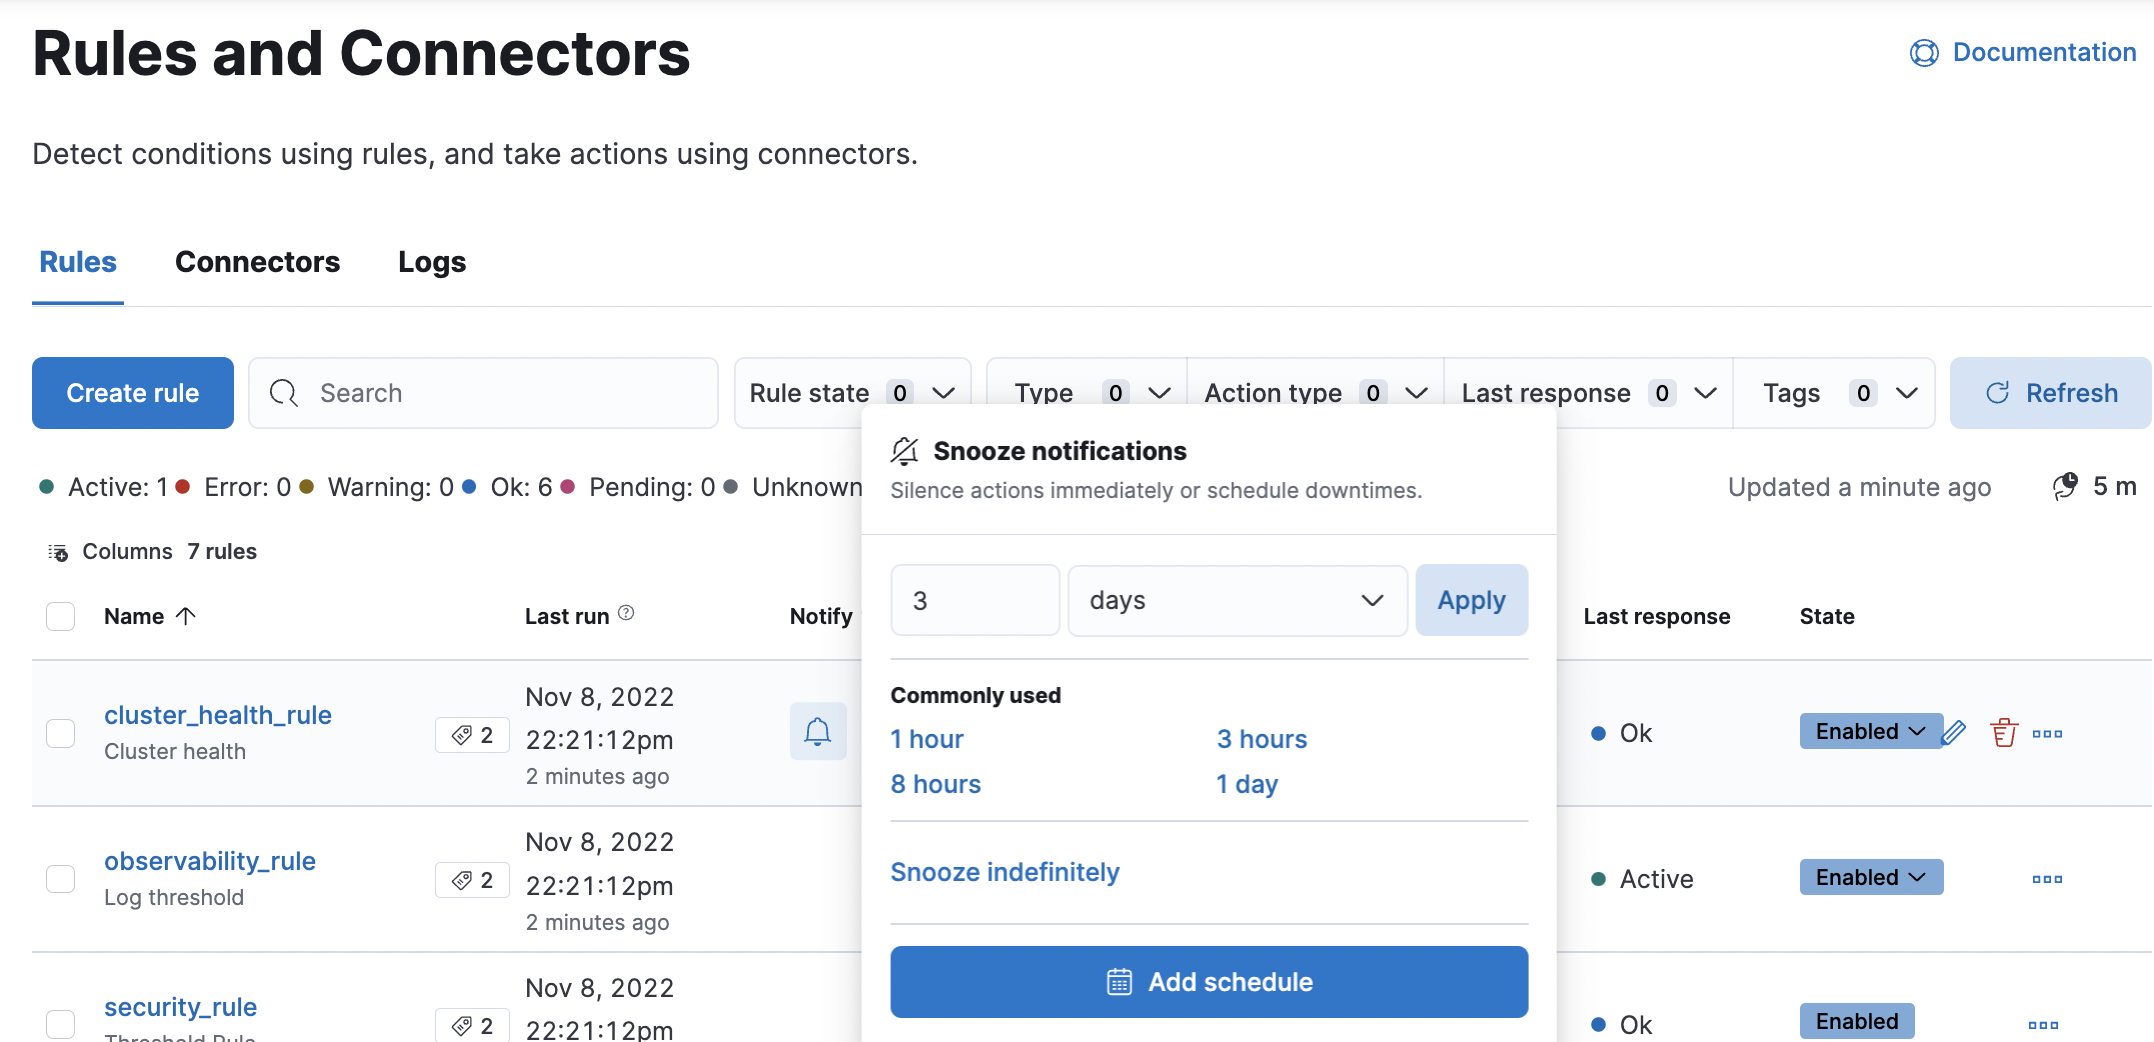 Rules and Connectors
Documentation
Detect conditions using rules, and take actions using connectors.
Rules Connectors Logs
Create rule Search Rule state 0 Type 0 Action type 0 Last response 0 Tags 0 Refresh
Snooze notifications
Silence actions immediately or schedule downtimes.
Active: 1 Error: 0 Warning: 0 Ok: 6 Pending: 0 Unknown
Updated a minute ago 5 m
Columns 7 rules
3 days Apply
Name Last run Notify
Last response State
Commonly used
1 hour 3 hours
8 hours 1 day
Snooze indefinitely
Add schedule
cluster_health_rule
Cluster health
2
Nov 8, 2022
22:21:12pm
2 minutes ago
Ok
Enabled
observability_rule
Log threshold
2
Nov 8, 2022
22:21:12pm
2 minutes ago
Active
Enabled
security_rule
Threshold Rule
2
Nov 8, 2022
22:21:12pm
Ok
Enabled